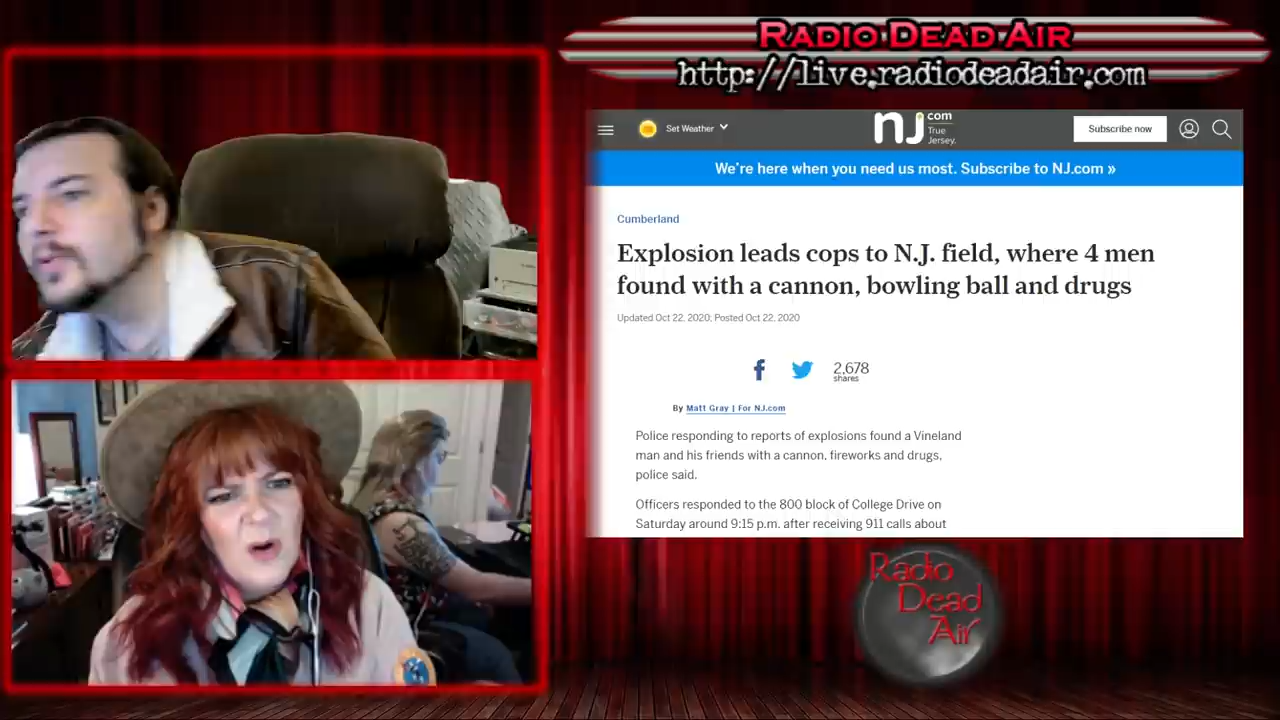 RADIO DEAD AIR
http://live.radiodeadair.com
Set Weather
nj.com
True
Jersey.
Subscribe now
We're here when you need us most. Subscribe to NJ.com »
Cumberland
Explosion leads cops to N.J. field, where 4 men
found with a cannon, bowling ball and drugs
Updated Oct 22, 2020; Posted Oct 22, 2020
2,678
shares
By Matt Gray | For NJ.com
Police responding to reports of explosions found a Vineland
man and his friends with a cannon, fireworks and drugs,
police said.
Officers responded to the 800 block of College Drive on
Saturday around 9:15 p.m. after receiving 911 calls about
Radio
Dead
Air